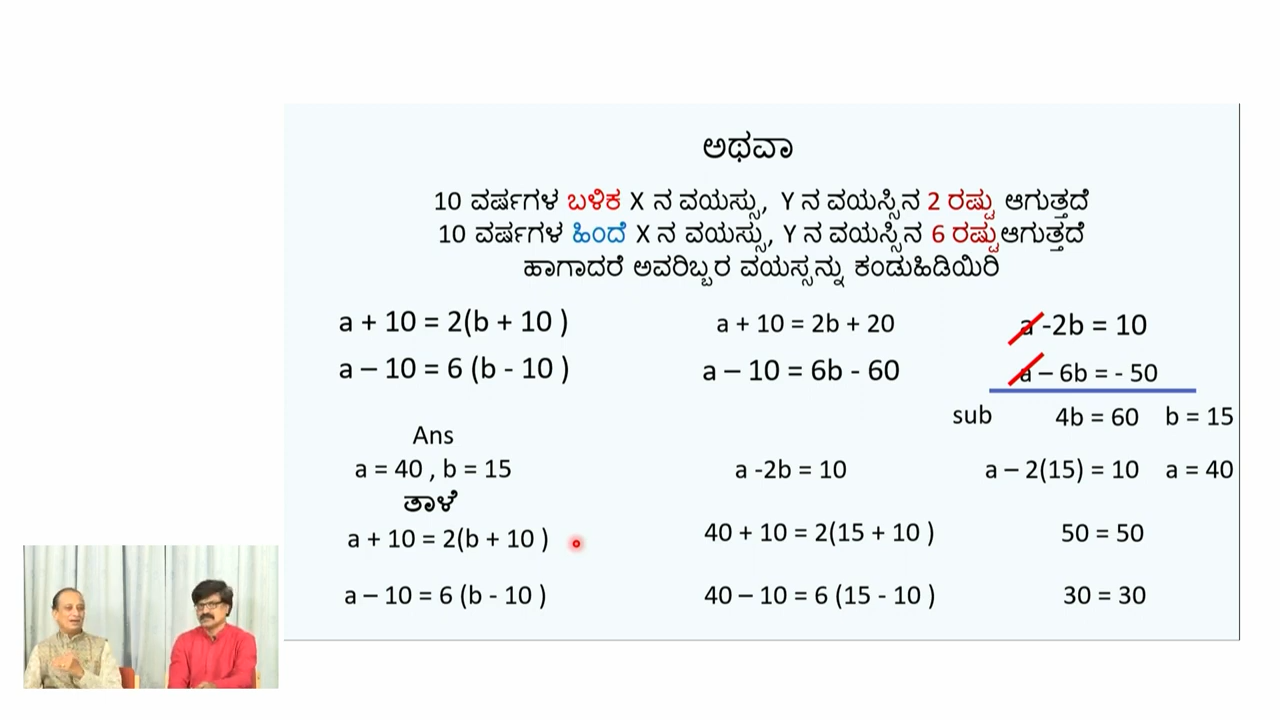 ಅಥವಾ
10 ವರ್ಷಗಳ ಬಳಿಕ X ನ ವಯಸ್ಸು, Y ನ ವಯಸ್ಸಿನ 2 ರಷ್ಟು ಆಗುತ್ತದೆ
10 ವರ್ಷಗಳ ಹಿಂದೆ X ನ ವಯಸ್ಸು, Y ನ ವಯಸ್ಸಿನ 6 ರಷ್ಟುಆಗುತ್ತದೆ
ಹಾಗಾದರೆ ಅವರಿಬ್ಬರ ವಯಸ್ಸನ್ನು ಕಂಡುಹಿಡಿಯಿರಿ
a + 10 = 2(b + 10 ) a + 10 = 2b + 20 a -2b = 10
a – 10 = 6 (b - 10 ) a – 10 = 6b - 60 a – 6b = - 50
sub 4b = 60 b = 15
Ans
a = 40 , b = 15 a -2b = 10 a – 2(15) = 10 a = 40
ತಾಳೆ
a + 10 = 2(b + 10 ) 40 + 10 = 2(15 + 10 ) 50 = 50
a – 10 = 6 (b - 10 ) 40 – 10 = 6 (15 - 10 ) 30 = 30